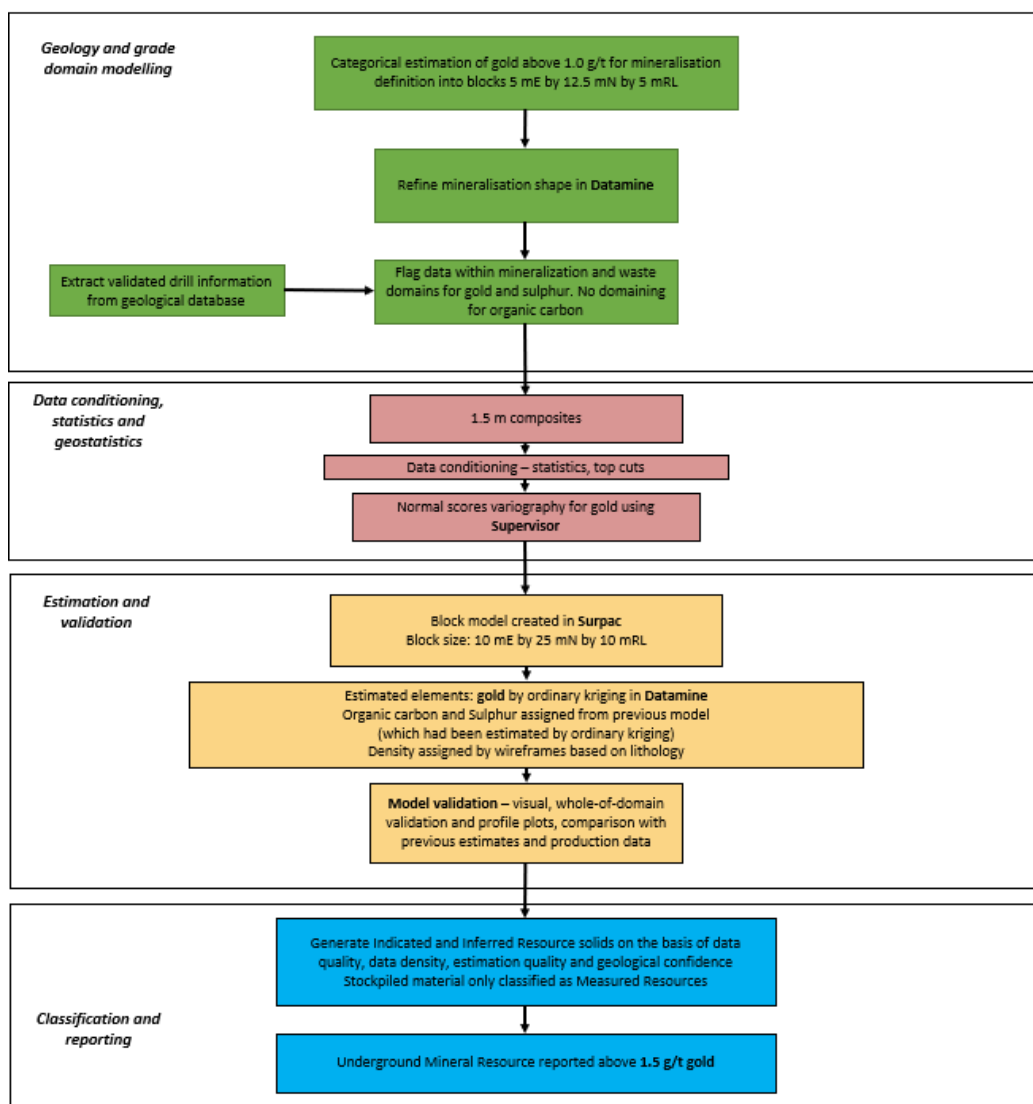 Geology and grade
domain modelling
Categorical estimation of gold above 1.0 g/t for mineralisation
definition into blocks 5 mE by 12.5 mN by 5 mRL
Refine mineralisation shape in Datamine
Extract validated drill information
from geological database
Flag data within mineralization and waste
domains for gold and sulphur. No domaining
for organic carbon
Data conditioning,
statistics and
geostatistics
1.5 m composites
Data conditioning – statistics, top cuts
Normal scores variography for gold using
Supervisor
Estimation and
validation
Block model created in Surpac
Block size: 10 mE by 25 mN by 10 mRL
Estimated elements: gold by ordinary kriging in Datamine
Organic carbon and Sulphur assigned from previous model
(which had been estimated by ordinary kriging)
Density assigned by wireframes based on lithology
Model validation – visual, whole-of-domain
validation and profile plots, comparison with
previous estimates and production data
Classification and
reporting
Generate Indicated and Inferred Resource solids on the basis of data
quality, data density, estimation quality and geological confidence
Stockpiled material only classified as Measured Resources
Underground Mineral Resource reported above 1.5 g/t gold